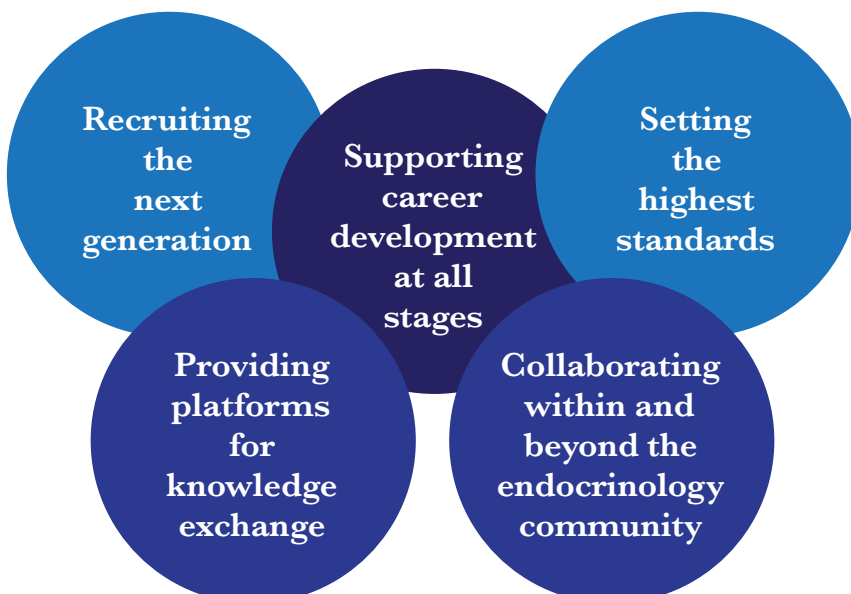 Recruiting
the
next
generation
Supporting
career
development
at all
stages
Setting
the
highest
standards
Providing
platforms
for
knowledge
exchange
Collaborating
within and
beyond the
endocrinology
community